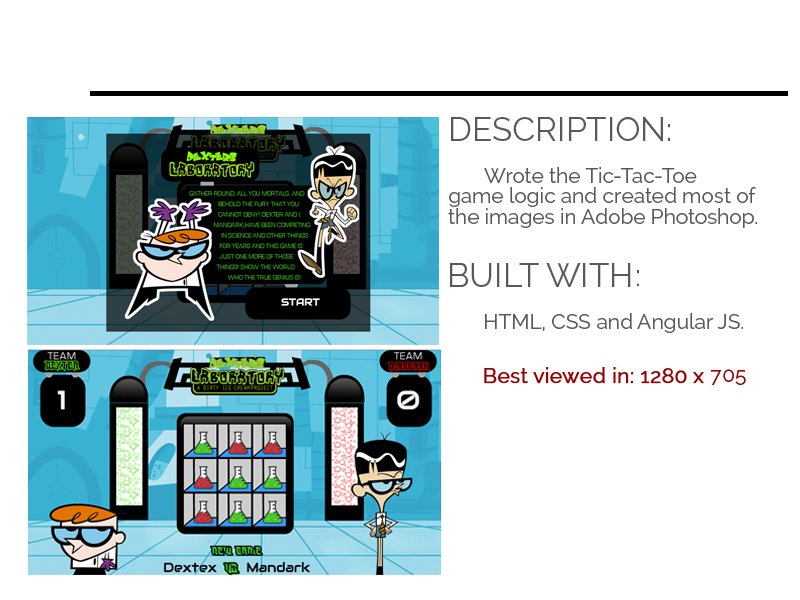 DEXTER'S
LABORATORY
DEXTER'S
LABORATORY
GATHER ROUND, ALL YOU MORTALS, AND
BEHOLD THE FURY THAT YOU
CANNOT DENY! DEXTER AND I,
MANDARK, HAVE BEEN COMPETING
IN SCIENCE AND OTHER THINGS
FOR YEARS AND THIS GAME IS
JUST ONE MORE OF THOSE
THINGS! SHOW THE WORLD
WHO THE TRUE GENIUS IS!
START
TEAM
DEXTER
1
DEXTER'S
LABORATORY
A DIRTY ICE CREAM PROJECT
TEAM
MANDARK
0
NEW GAME
Dextex VS Mandark
DESCRIPTION:
Wrote the Tic-Tac-Toe
game logic and created most of
the images in Adobe Photoshop.
BUILT WITH:
HTML, CSS and Angular JS.
Best viewed in: 1280 x 705